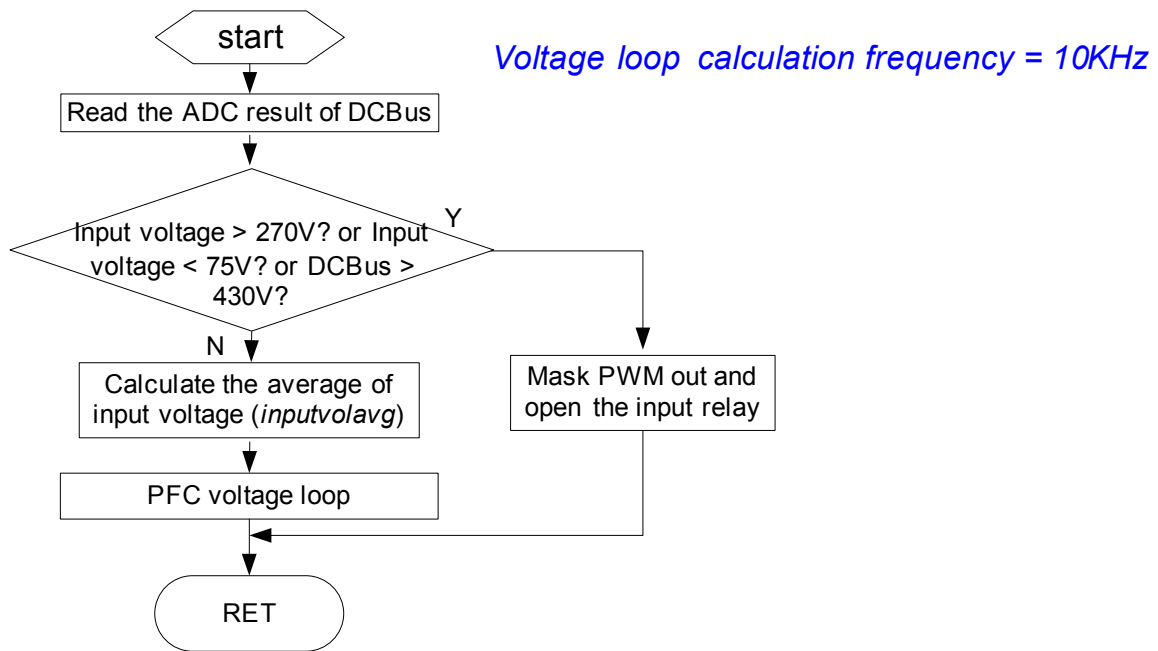 start
Voltage loop calculation frequency = 10KHz
Read the ADC result of DCBus
Input voltage > 270V? or Input
voltage < 75V? or DCBus >
430V?
Y
N
Calculate the average of
input voltage (inputvolavg)
Mask PWM out and
open the input relay
PFC voltage loop
RET